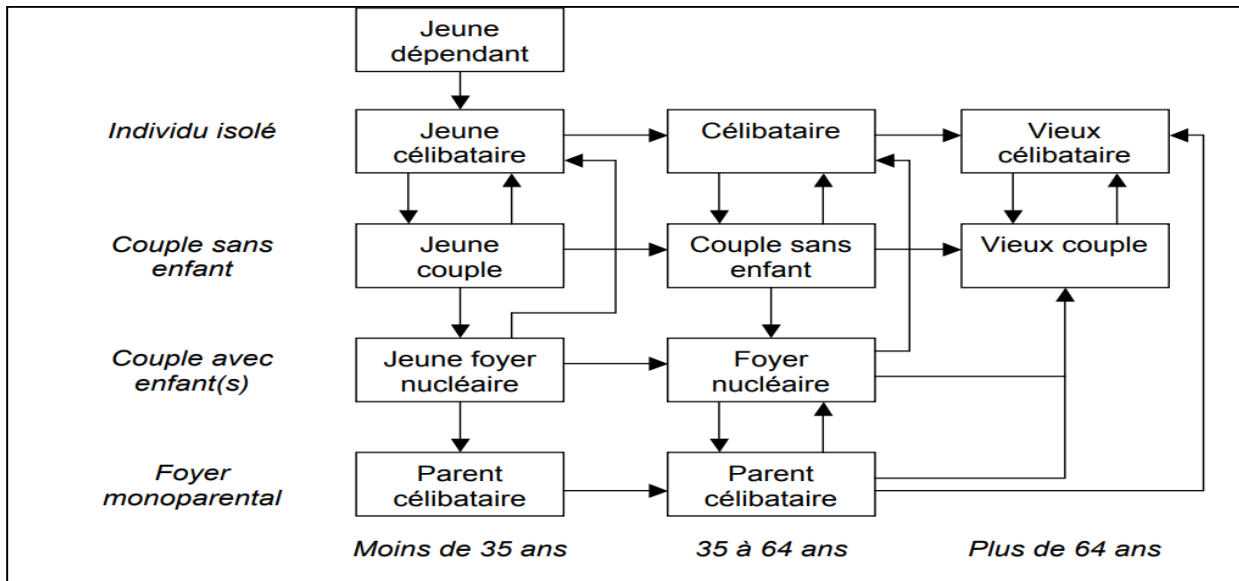 Jeune
dépendant
Individu isolé
Jeune
célibataire
Célibataire
Vieux
célibataire
Couple sans
enfant
Jeune
couple
Couple sans
enfant
Vieux couple
Couple avec
enfant(s)
Jeune foyer
nucléaire
Foyer
nucléaire
Foyer
monoparental
Parent
célibataire
Parent
célibataire
Moins de 35 ans
35 à 64 ans
Plus de 64 ans